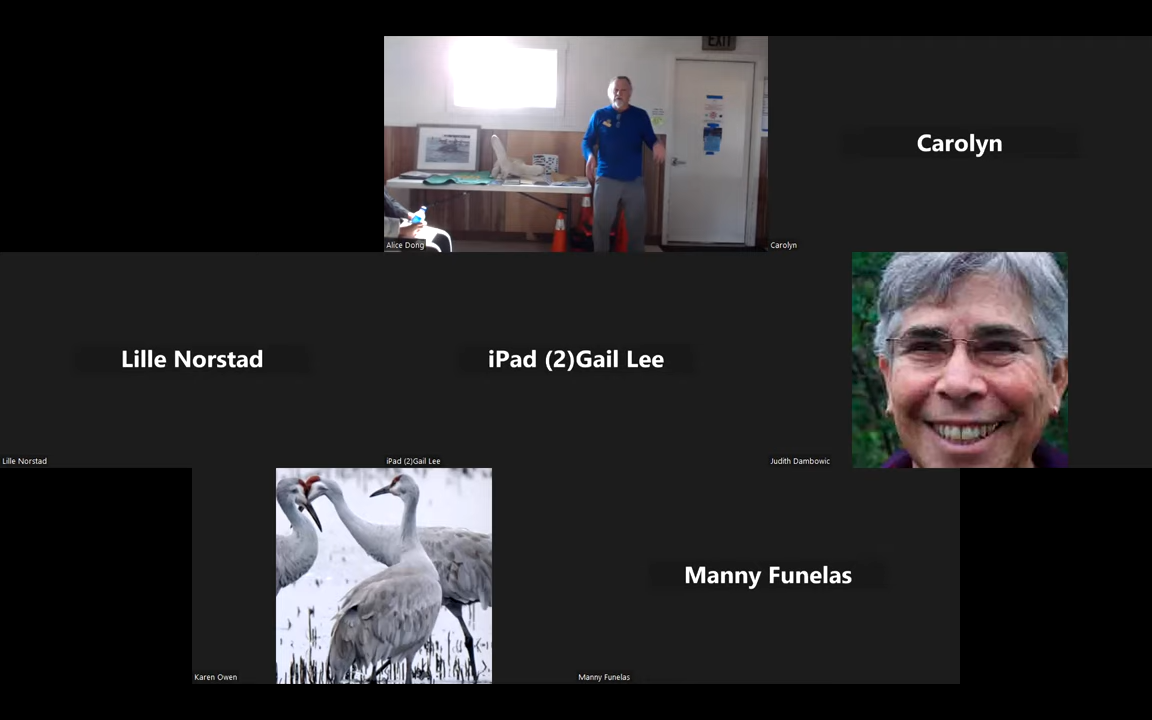 EXIT
Alice Dong
Carolyn
Carolyn
Lille Norstad
Lille Norstad
iPad (2)Gail Lee
iPad (2)Gail Lee
Judith Dambowic
Karen Owen
Manny Funelas
Manny Funelas